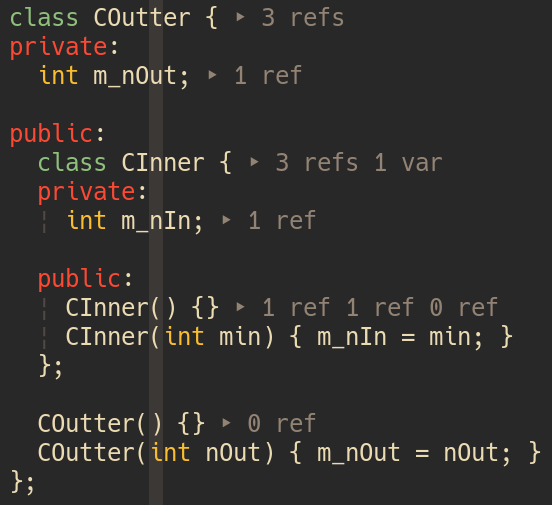 class COutter { ▸ 3 refs
private:
  int m_nOut; ▸ 1 ref

public:
  class CInner { ▸ 3 refs 1 var
  private:
  ¦ int m_nIn; ▸ 1 ref

  public:
  ¦ CInner() {} ▸ 1 ref 1 ref 0 ref
  ¦ CInner(int min) { m_nIn = min; }
  };

  COutter() {} ▸ 0 ref
  COutter(int nOut) { m_nOut = nOut; }
};